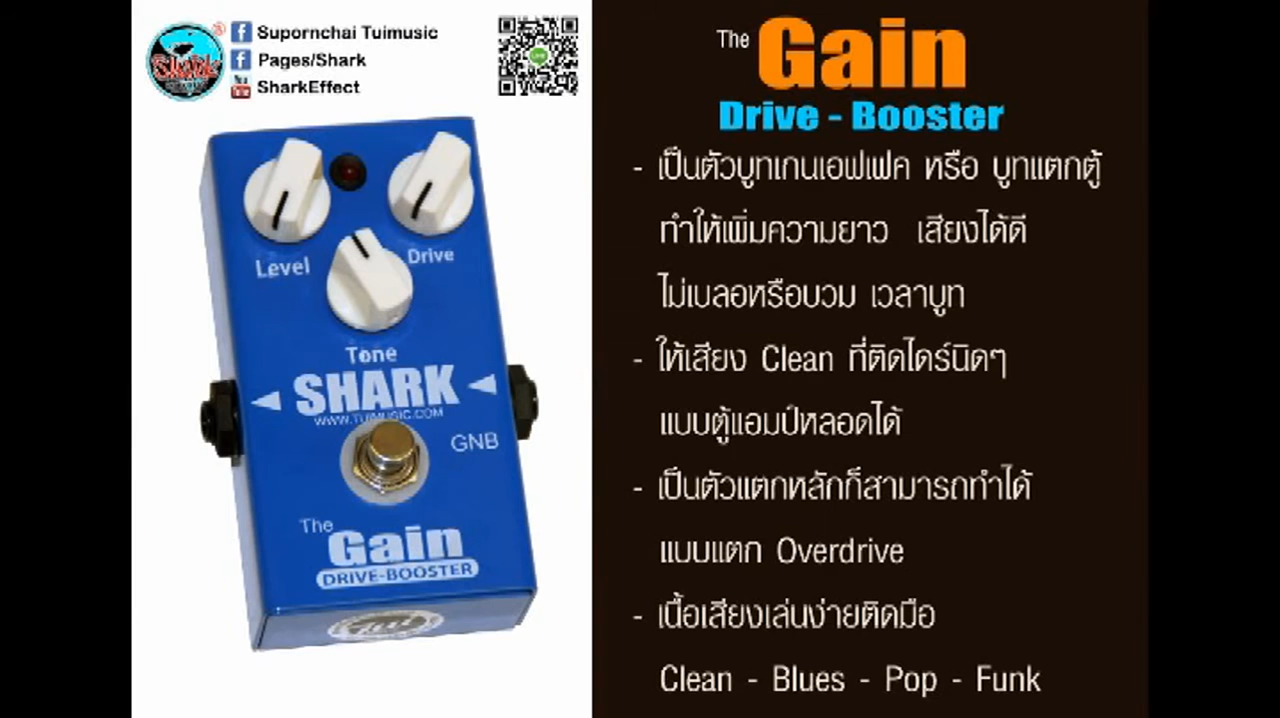 Shark
Supornchai Tuimusic
Pages/Shark
SharkEffect
The Gain
Drive - Booster
- เป็นตัวบูทเกนเอฟเฟค หรือ บูทแตกตู้
ทำให้เพิ่มความยาว เสียงได้ดี
ไม่เบลอหรือบวม เวลาบูท
- ให้เสียง Clean ที่ติดไดร์นิดๆ
แบบตู้แอมป์หลอดได้
- เป็นตัวแตกหลักก็สามารถทำได้
แบบแตก Overdrive
- เนื้อเสียงเล่นง่ายติดมือ
Clean - Blues - Pop - Funk
Level
Drive
Tone
SHARK
WWW.TUIMUSIC.COM
GNB
The
Gain
DRIVE-BOOSTER